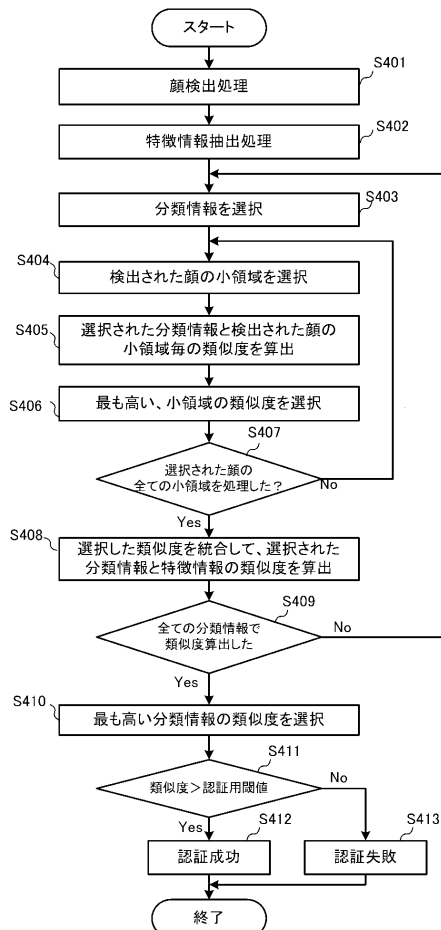 スタート
S401
顔検出処理
S402
特徴情報抽出処理
S403
分類情報を選択
S404
検出された顔の小領域を選択
S405
選択された分類情報と検出された顔の
小領域毎の類似度を算出
S406
最も高い、小領域の類似度を選択
S407
選択された顔の
全ての小領域を処理した?
No
Yes
S408
選択した類似度を統合して、選択された
分類情報と特徴情報の類似度を算出
S409
全ての分類情報で
類似度算出した
No
Yes
S410
最も高い分類情報の類似度を選択
S411
類似度>認証用閾値
No
Yes
S412
認証成功
S413
認証失敗
終了